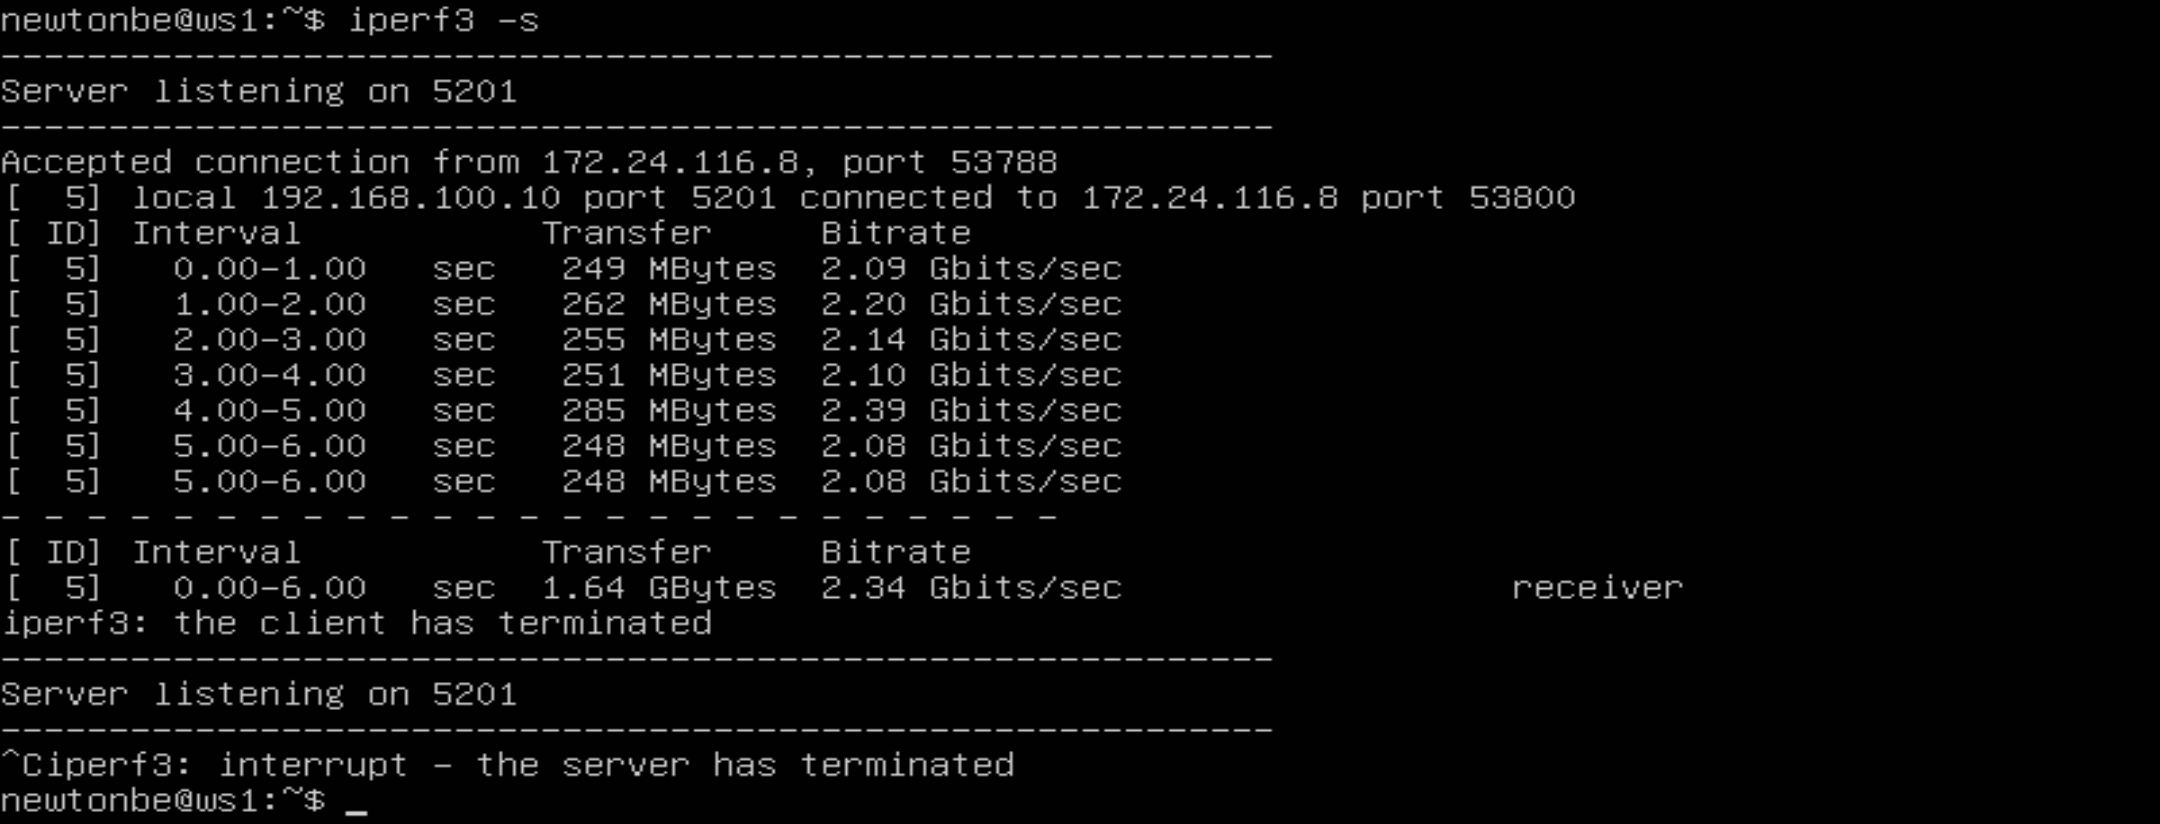 newtonbe@ws1:~$ iperf3 -s
-----------------------------------------------------------
Server listening on 5201
-----------------------------------------------------------
Accepted connection from 172.24.116.8, port 53788
[  5] local 192.168.100.10 port 5201 connected to 172.24.116.8 port 53800
[ ID] Interval           Transfer     Bitrate
[  5]   0.00-1.00   sec   249 MBytes  2.09 Gbits/sec
[  5]   1.00-2.00   sec   262 MBytes  2.20 Gbits/sec
[  5]   2.00-3.00   sec   255 MBytes  2.14 Gbits/sec
[  5]   3.00-4.00   sec   251 MBytes  2.10 Gbits/sec
[  5]   4.00-5.00   sec   285 MBytes  2.39 Gbits/sec
[  5]   5.00-6.00   sec   248 MBytes  2.08 Gbits/sec
[  5]   5.00-6.00   sec   248 MBytes  2.08 Gbits/sec
- - - - - - - - - - - - - - - - - - - - - - - - -
[ ID] Interval           Transfer     Bitrate
[  5]   0.00-6.00   sec  1.64 GBytes  2.34 Gbits/sec                  receiver
iperf3: the client has terminated
-----------------------------------------------------------
Server listening on 5201
-----------------------------------------------------------
^Ciperf3: interrupt - the server has terminated
newtonbe@ws1:~$ _